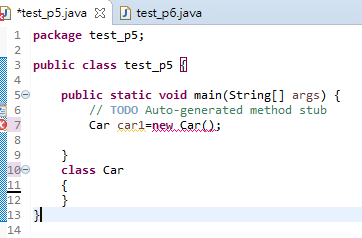 *test_p5.java
test_p6.java
1 package test_p5;
2
3 public class test_p5 {
4
5 public static void main(String[] args) {
6 // TODO Auto-generated method stub
7 Car car1=new Car();
8
9 }
10 class Car
11 {
12 }
13 }
14